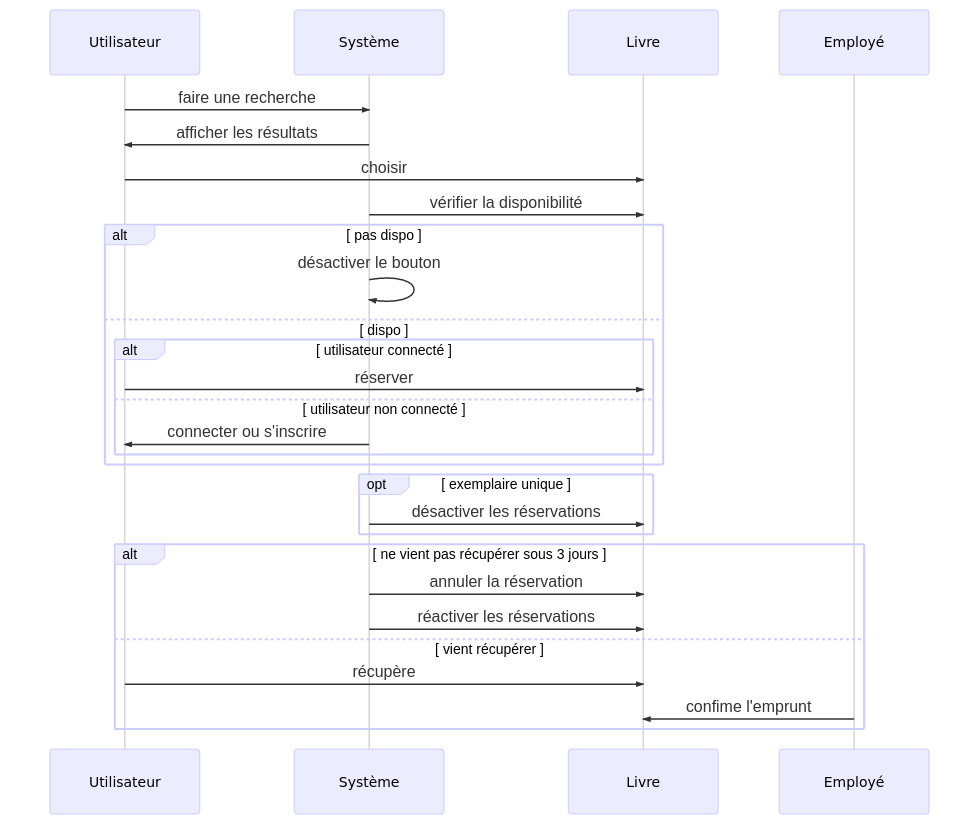 Utilisateur
Système
Livre
Employé
faire une recherche
afficher les résultats
choisir
vérifier la disponibilité
alt
[ pas dispo ]
désactiver le bouton
[ dispo ]
alt
[ utilisateur connecté ]
réserver
[ utilisateur non connecté ]
connecter ou s'inscrire
opt
[ exemplaire unique ]
désactiver les réservations
alt
[ ne vient pas récupérer sous 3 jours ]
annuler la réservation
réactiver les réservations
[ vient récupérer ]
récupère
confime l'emprunt
Utilisateur
Système
Livre
Employé